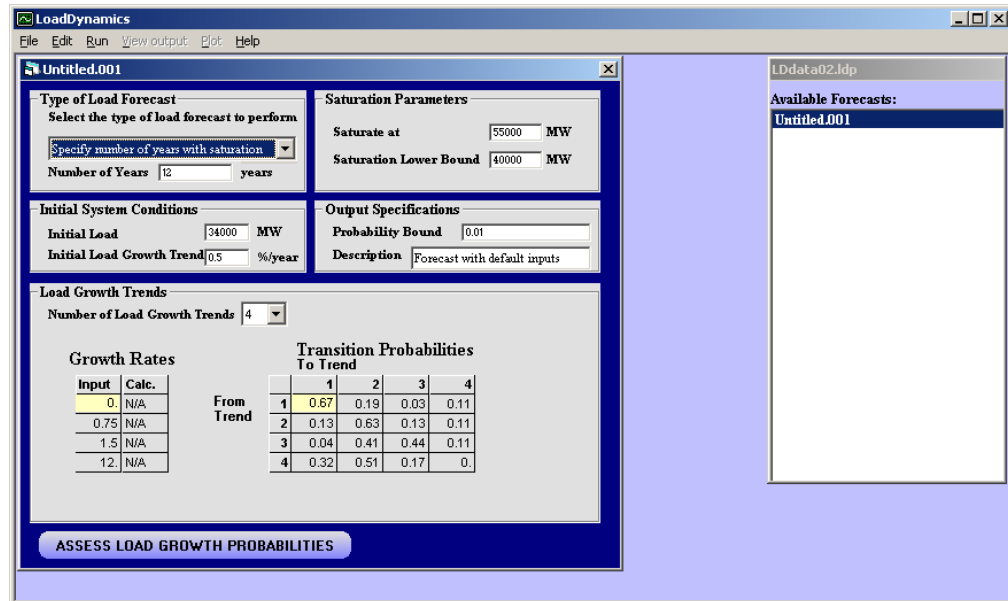 LoadDynamics
File Edit Run View output Plot Help
Untitled.001
Type of Load Forecast
Select the type of load forecast to perform
Specify number of years with saturation
Number of Years 12 years
Saturation Parameters
Saturate at 55000 MW
Saturation Lower Bound 40000 MW
Initial System Conditions
Initial Load 34000 MW
Initial Load Growth Trend 0.5 %/year
Output Specifications
Probability Bound 0.01
Description Forecast with default inputs
Load Growth Trends
Number of Load Growth Trends 4
Growth Rates
Input Calc.
0. N/A
0.75 N/A
1.5 N/A
12. N/A
Transition Probabilities
To Trend
From
Trend
1 2 3 4
1 0.67 0.19 0.03 0.11
2 0.13 0.63 0.13 0.11
3 0.04 0.41 0.44 0.11
4 0.32 0.51 0.17 0.
ASSESS LOAD GROWTH PROBABILITIES
LDdata02.ldp
Available Forecasts:
Untitled.001